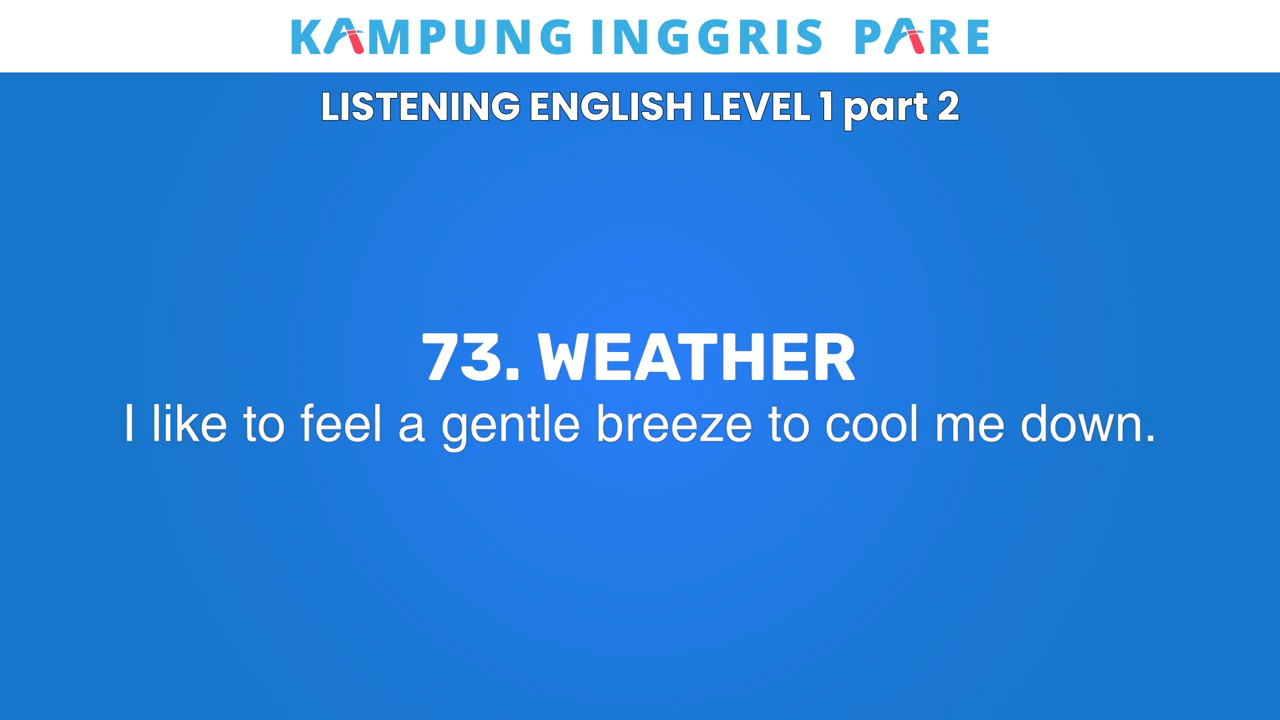 KAMPUNG INGGRIS PARE
LISTENING ENGLISH LEVEL 1 part 2
73. WEATHER
I like to feel a gentle breeze to cool me down.